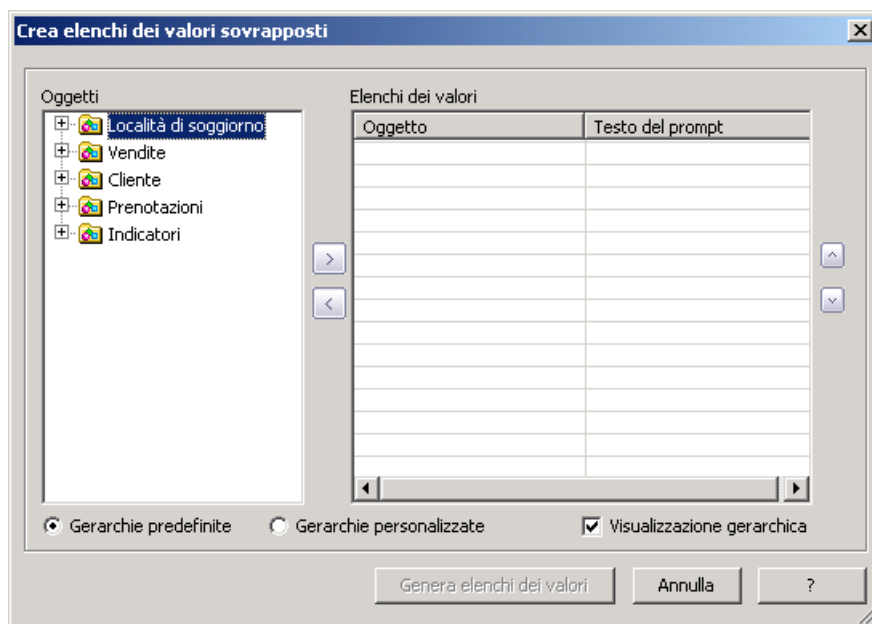 Crea elenchi dei valori sovrapposti
Oggetti
Elenchi dei valori
Località di soggiorno
Vendite
Cliente
Prenotazioni
Indicatori
Oggetto Testo del prompt
>
<
Gerarchie predefinite Gerarchie personalizzate Visualizzazione gerarchica
Genera elenchi dei valori Annulla ?